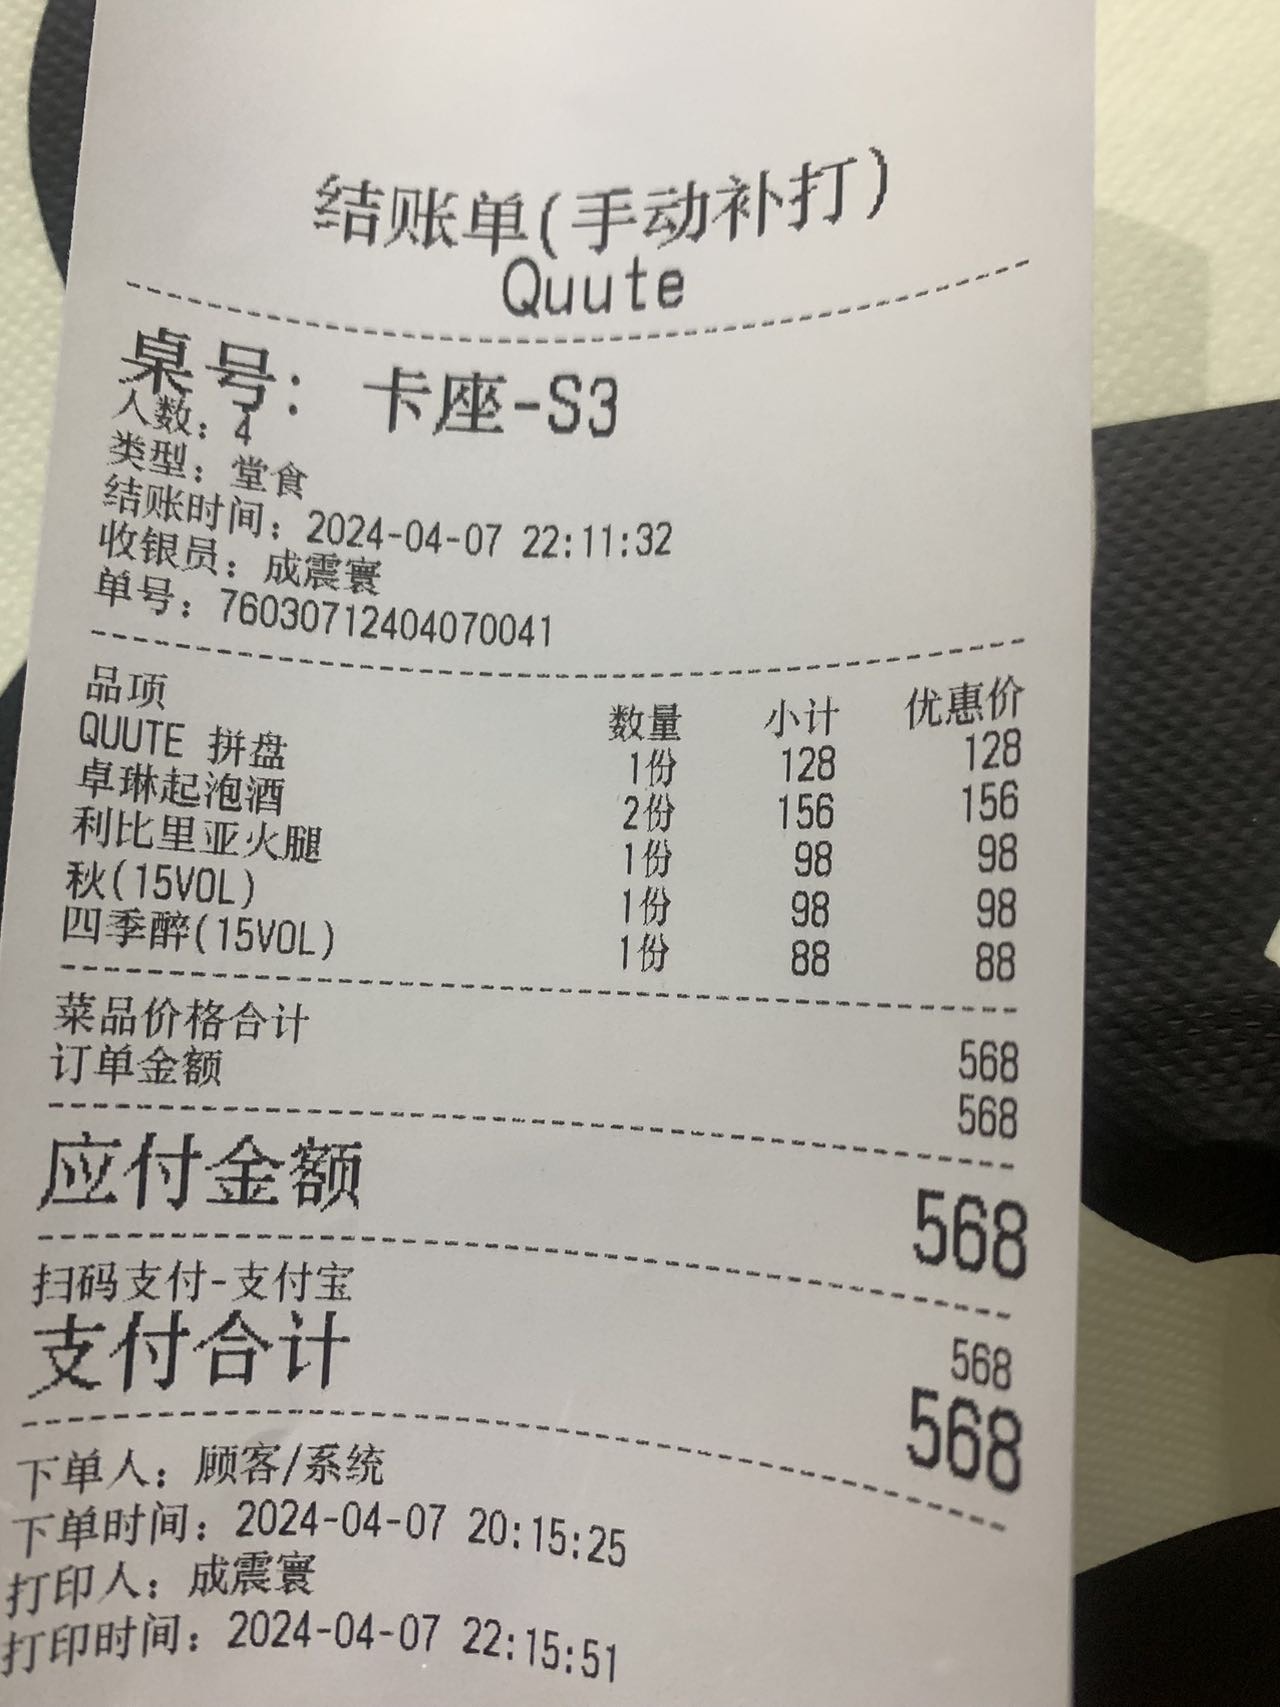 结账单(手动补打)
Quute
桌号: 卡座-S3
人数: 4
类型: 堂食
结账时间: 2024-04-07 22:11:32
收银员: 成震寰
单号: 76030712404070041
品项 数量 小计 优惠价
QUUTE 拼盘 1份 128 128
卓琳起泡酒 2份 156 156
利比里亚火腿 1份 98 98
秋(15VOL) 1份 98 98
四季醉(15VOL) 1份 88 88
菜品价格合计 568
订单金额 568
应付金额 568
扫码支付-支付宝 568
支付合计 568
下单人: 顾客/系统
下单时间: 2024-04-07 20:15:25
打印人: 成震寰
打印时间: 2024-04-07 22:15:51